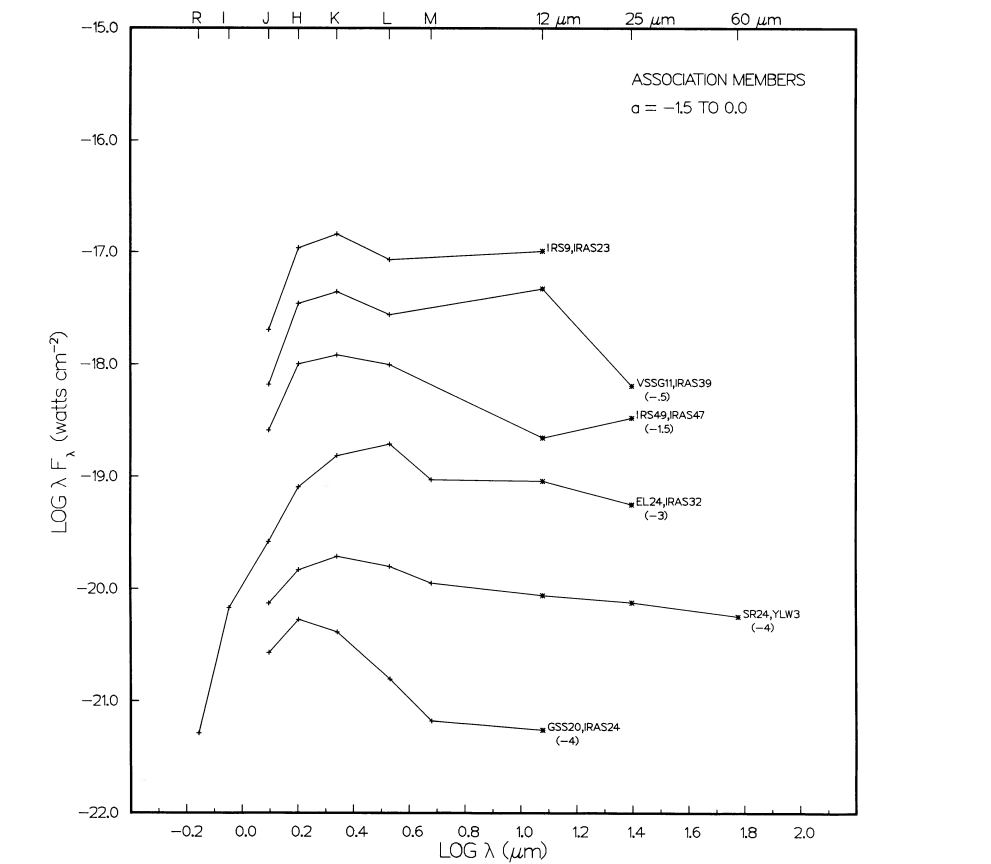 R I J H K L M 12 μm 25 μm 60 μm
−15.0
ASSOCIATION MEMBERS
a = −1.5 TO 0.0
−16.0
−17.0
IRS9,IRAS23
−18.0
VSSG11,IRAS39
(−.5)
IRS49,IRAS47
(−1.5)
−19.0
EL24,IRAS32
(−3)
−20.0
SR24,YLW3
(−4)
−21.0
GSS20,IRAS24
(−4)
−22.0
LOG λ Fλ (watts cm−2)
−0.2 0.0 0.2 0.4 0.6 0.8 1.0 1.2 1.4 1.6 1.8 2.0
LOG λ (μm)